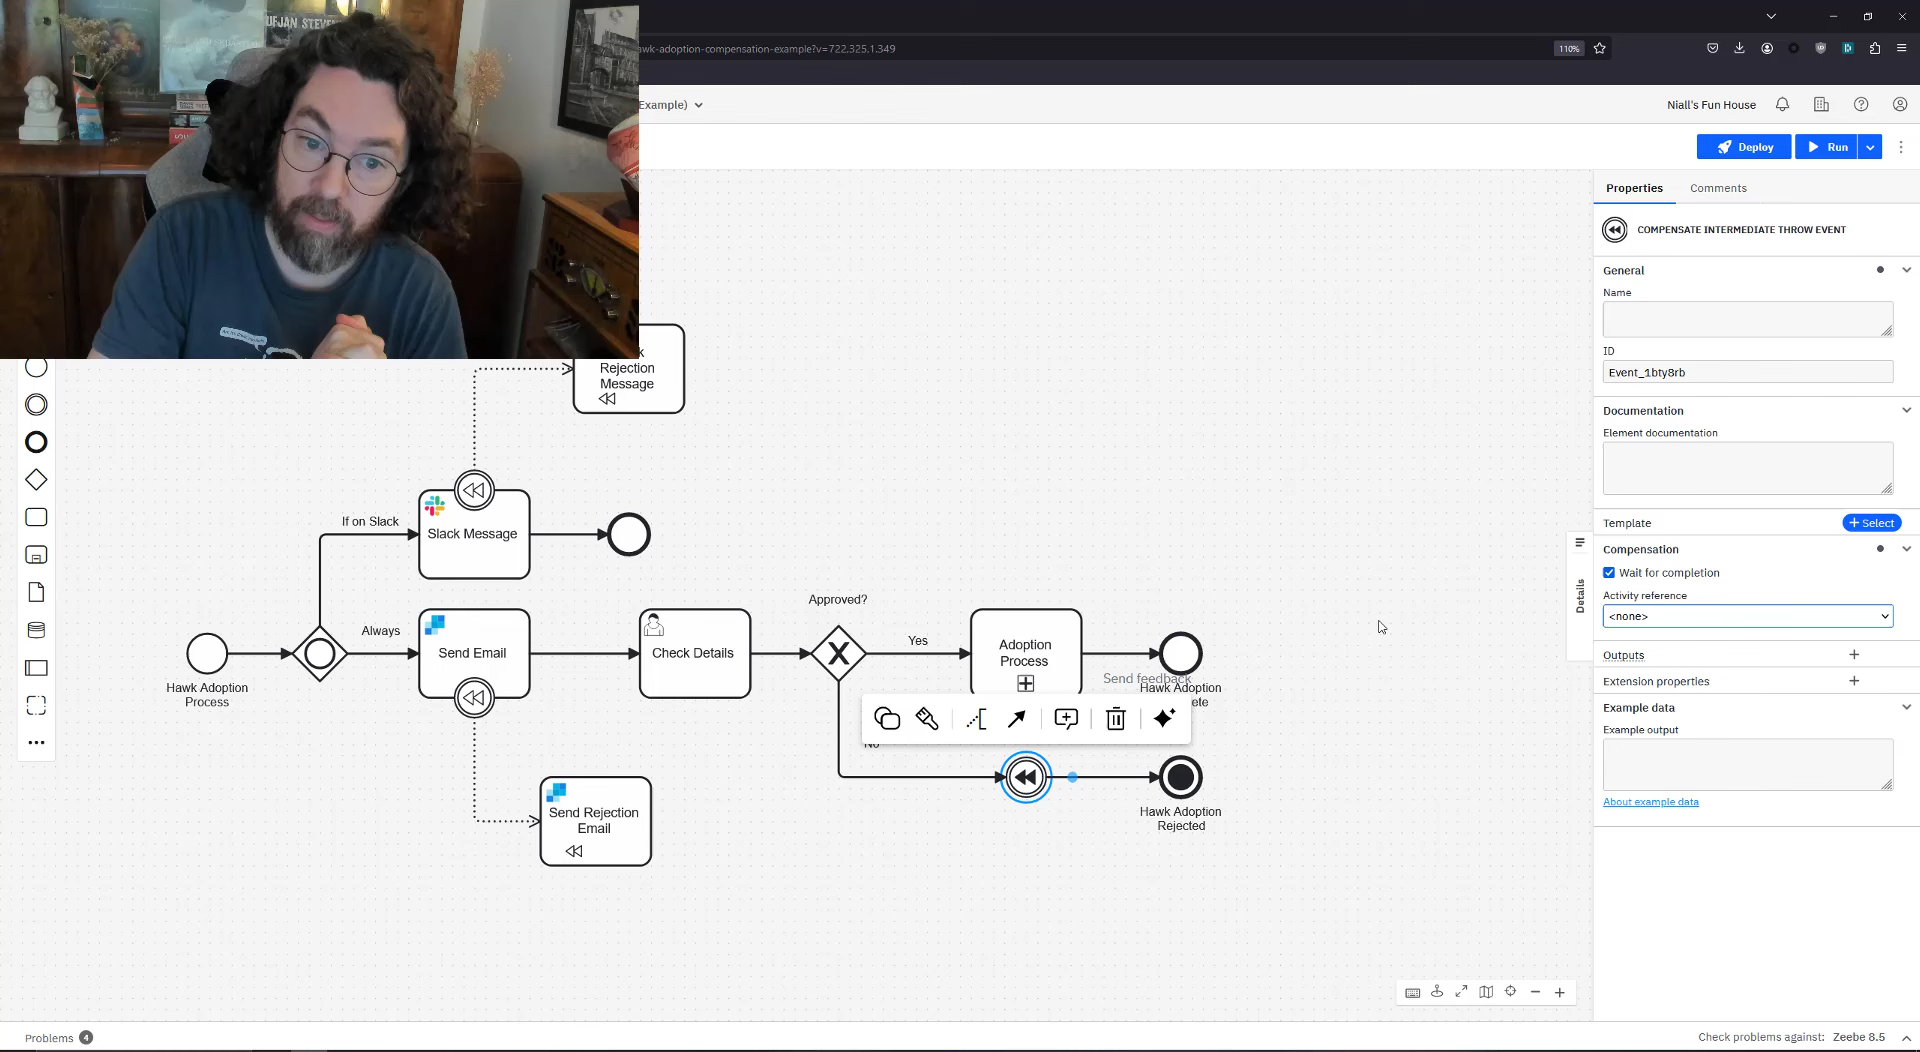 UFJAN STEVE
awk-adoption-compensation-example?v=722,325,1.349
110%
Example)
Niall's Fun House
Deploy
Run
Properties
Comments
COMPENSATE INTERMEDIATE THROW EVENT
General
Name
ID
Event_1bty8rb
Documentation
Element documentation
Template
Select
Compensation
Wait for completion
Activity reference
<none>
Outputs
Extension properties
Example data
Example output
About example data
Details
k
Rejection
Message
If on Slack
Slack Message
Always
Send Email
Hawk Adoption
Process
Check Details
Approved?
Yes
No
Adoption
Process
Send feedback
Hawk Adoption
ete
Hawk Adoption
Rejected
Send Rejection
Email
Problems 4
Check problems against: Zeebe 8.5